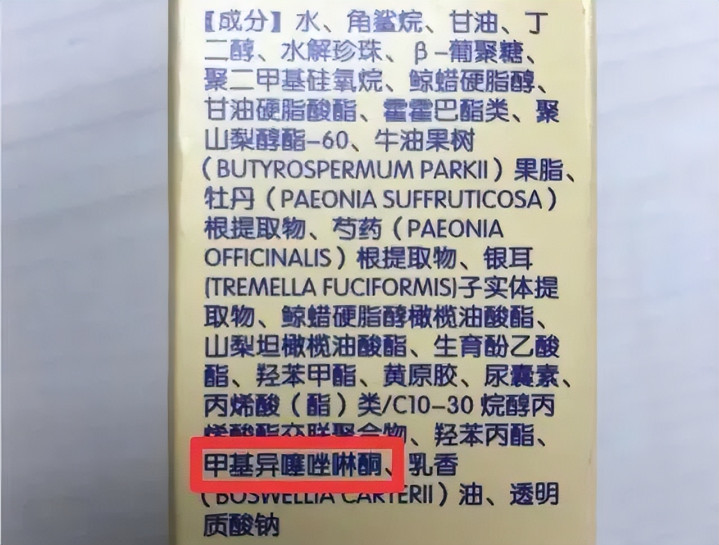 【成分】水、角鲨烷、甘油、丁
二醇、水解珍珠、β-葡聚糖、
聚二甲基硅氧烷、鲸蜡硬脂醇、
甘油硬脂酸酯、霍霍巴酯类、聚
山梨醇酯-60、牛油果树
（BUTYROSPERMUM PARKII）果脂、
牡丹（PAEONIA SUFFRUTICOSA）
根提取物、芍药（PAEONIA
OFFICINALIS）根提取物、银耳
(TREMELLA FUCIFORMIS)子实体提
取物、鲸蜡硬脂醇橄榄油酸酯、
山梨坦橄榄油酸酯、生育酚乙酸
酯、羟苯甲酯、黄原胶、尿囊素、
丙烯酸（酯）类/C10-30 烷醇丙
烯酸酯交联聚合物、羟苯丙酯、
甲基异噻唑啉酮、乳香
（BOSWELLIA CARTERII）油、透明
质酸钠